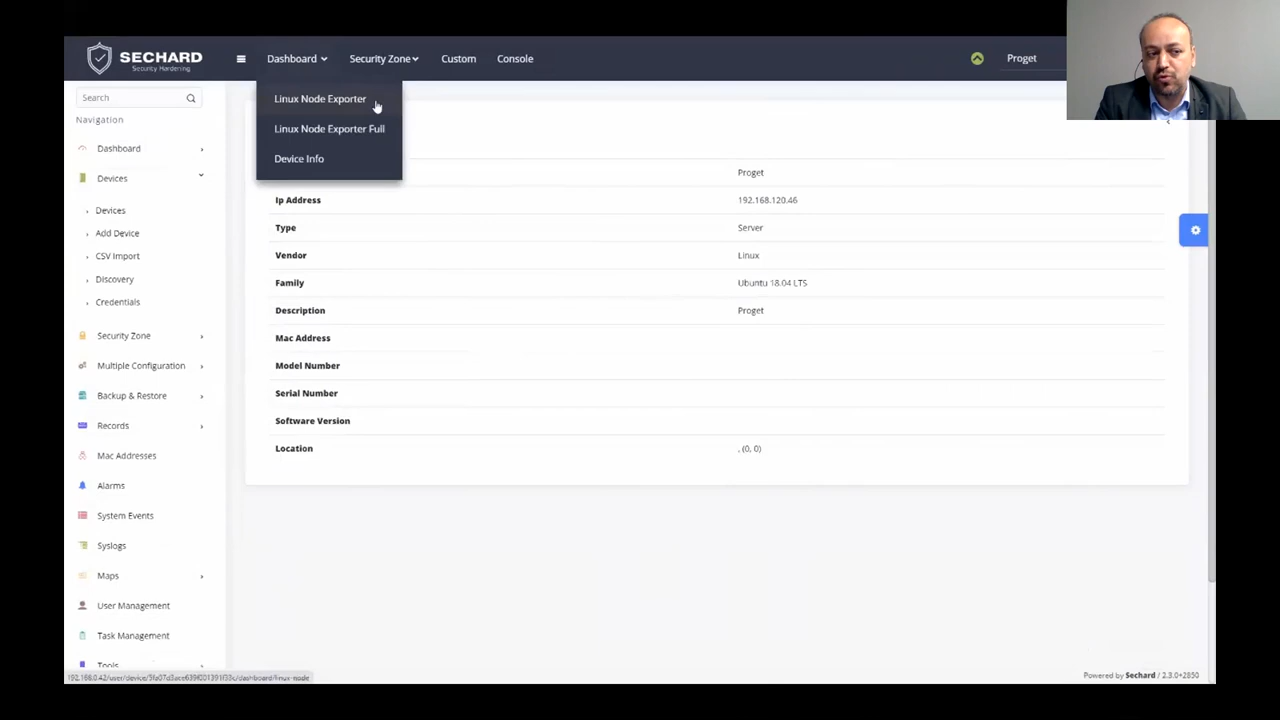 SECHARD
Security Hardening
Dashboard
Security Zone
Custom
Console
Proget
Linux Node Exporter
Linux Node Exporter Full
Device Info
Search
Navigation
Dashboard
Devices
Devices
Add Device
CSV Import
Discovery
Credentials
Security Zone
Multiple Configuration
Backup & Restore
Records
Mac Addresses
Alarms
System Events
Syslogs
Maps
User Management
Task Management
Tools
Proget
Ip Address 192.168.120.46
Type Server
Vendor Linux
Family Ubuntu 18.04 LTS
Description Proget
Mac Address
Model Number
Serial Number
Software Version
Location , (0, 0)
Powered by Sechard / 2.3.0+2850